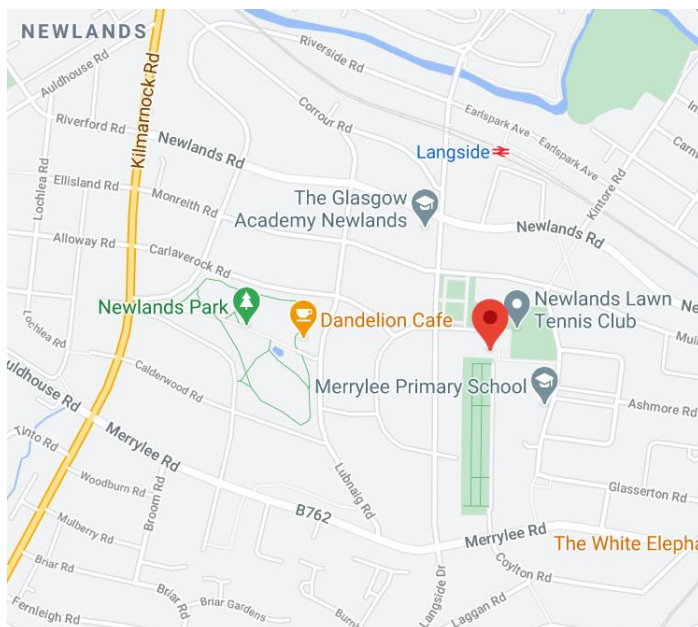 NEWLANDS
Auldhouse Rd
Kilmarnock Rd
Riverside Rd
Riverford Rd
Newlands Rd
Corrour Rd
Earlspark Ave
Earlspark Ave
Langside
Kintore Rd
Ellisland Rd
Lochlea Rd
Monreith Rd
The Glasgow
Academy Newlands
Newlands Rd
Alloway Rd
Carlaverock Rd
Newlands Park
Dandelion Cafe
Newlands Lawn
Tennis Club
Lochlea Rd
Calderwood Rd
Merrylee Primary School
Ashmore Rd
Merrylee Rd
Woodburn Rd
Broom Rd
Lubnaig Rd
Glasserton Rd
B762
Mulberry Rd
Merrylee Rd
The White Eleph
Briar Rd
Briar Rd
Langside Dr
Coylton Rd
Fernleigh Rd
Briar Gardens
Laggan Rd